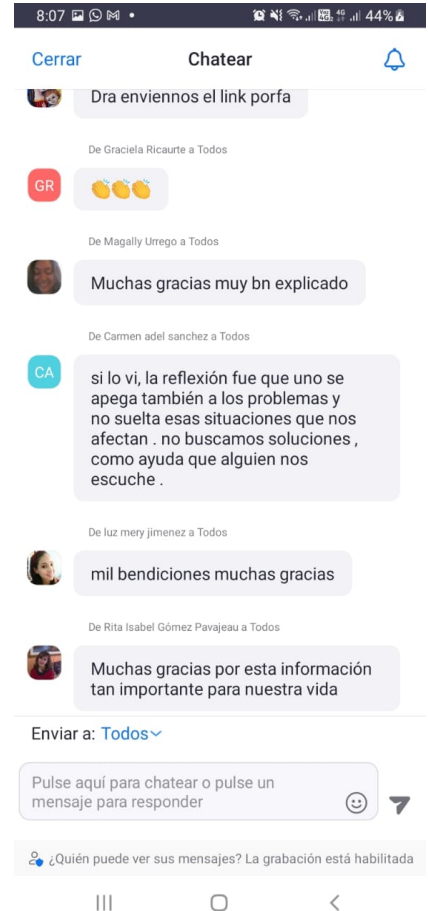 8:07 44%
Cerrar Chatear
Dra enviennos el link porfa
De Graciela Ricaurte a Todos
GR
De Magally Urrego a Todos
Muchas gracias muy bn explicado
De Carmen adel sanchez a Todos
CA
si lo vi, la reflexión fue que uno se
apega también a los problemas y
no suelta esas situaciones que nos
afectan . no buscamos soluciones ,
como ayuda que alguien nos
escuche .
De luz mery jimenez a Todos
mil bendiciones muchas gracias
De Rita Isabel Gómez Pavajeau a Todos
Muchas gracias por esta información
tan importante para nuestra vida
Enviar a: Todos
Pulse aquí para chatear o pulse un
mensaje para responder
¿Quién puede ver sus mensajes? La grabación está habilitada